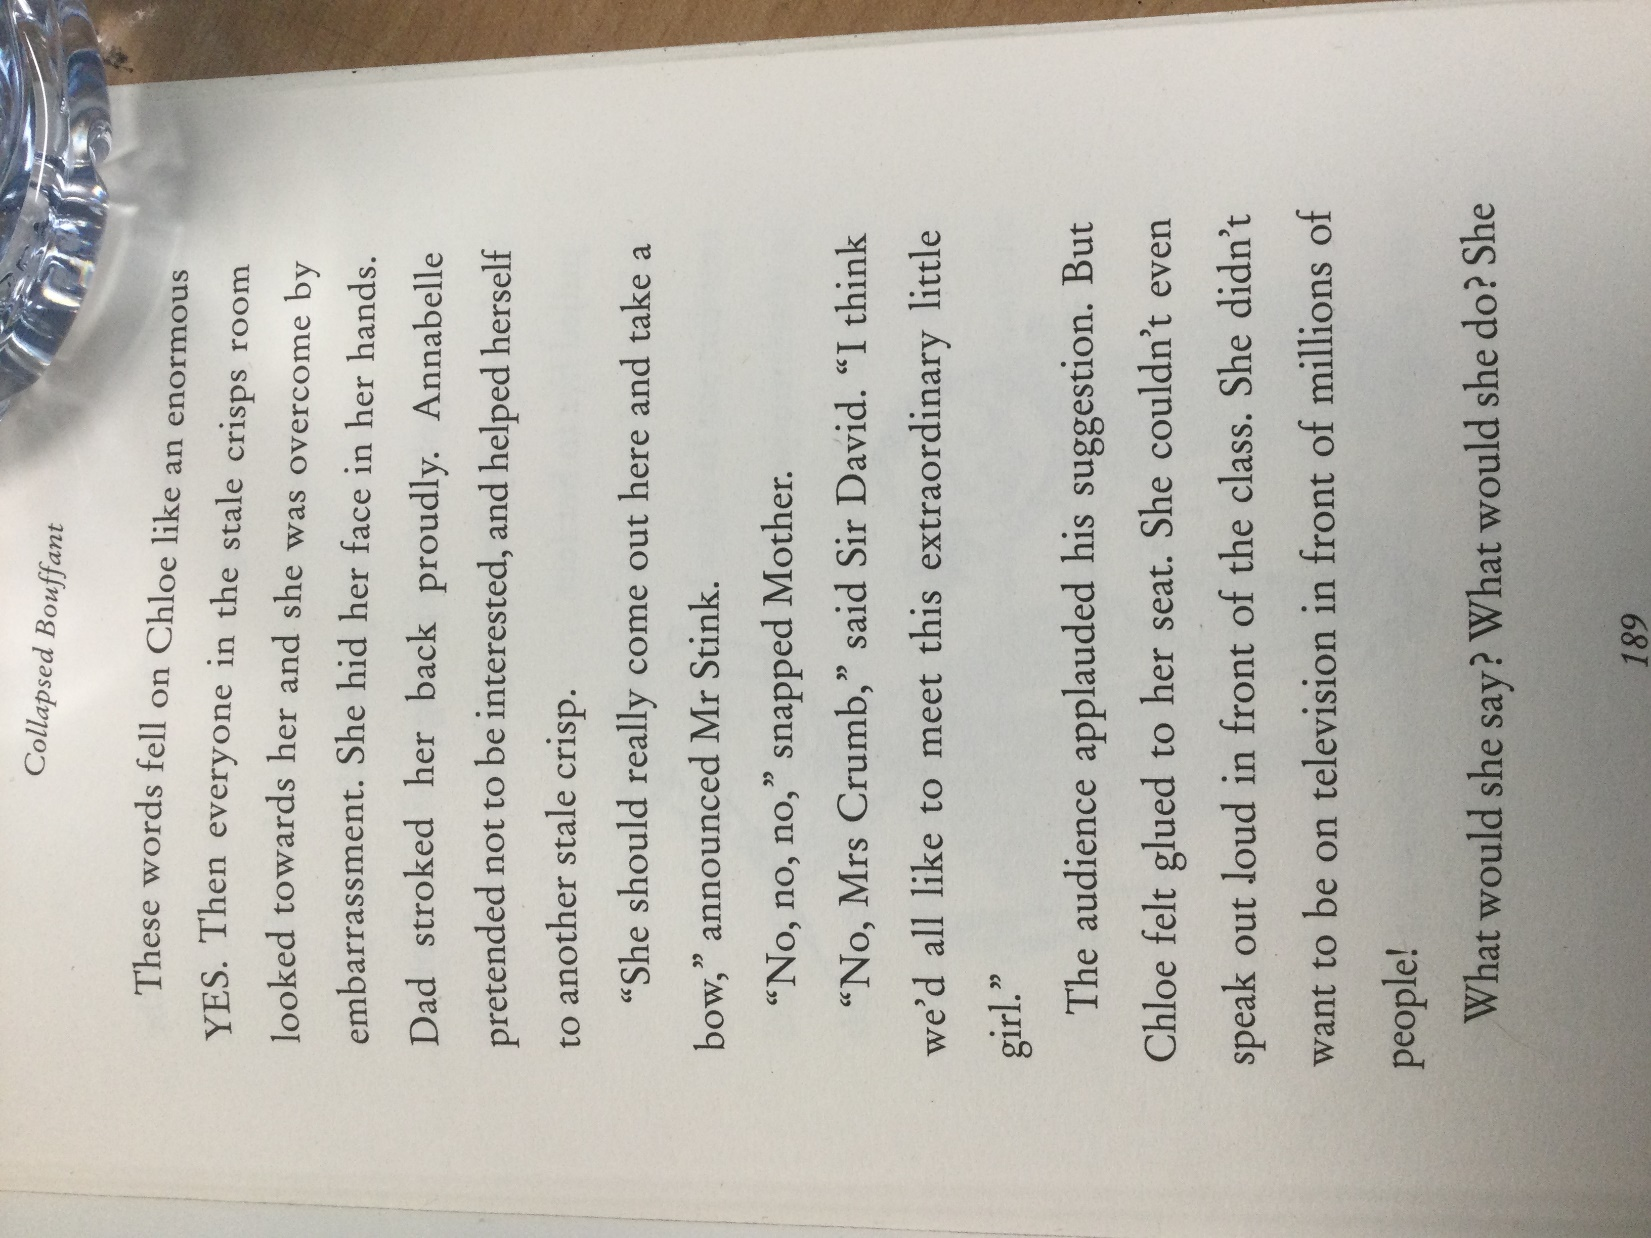 Collapsed Bouffant
These words fell on Chloe like an enormous
YES. Then everyone in the stale crisps room
looked towards her and she was overcome by
embarrassment. She hid her face in her hands.
Dad stroked her back proudly. Annabelle
pretended not to be interested, and helped herself
to another stale crisp.
“She should really come out here and take a
bow,” announced Mr Stink.
“No, no, no,” snapped Mother.
“No, Mrs Crumb,” said Sir David. “I think
we’d all like to meet this extraordinary little
girl.”
The audience applauded his suggestion. But
Chloe felt glued to her seat. She couldn’t even
speak out loud in front of the class. She didn’t
want to be on television in front of millions of
people!
What would she say? What would she do? She
189